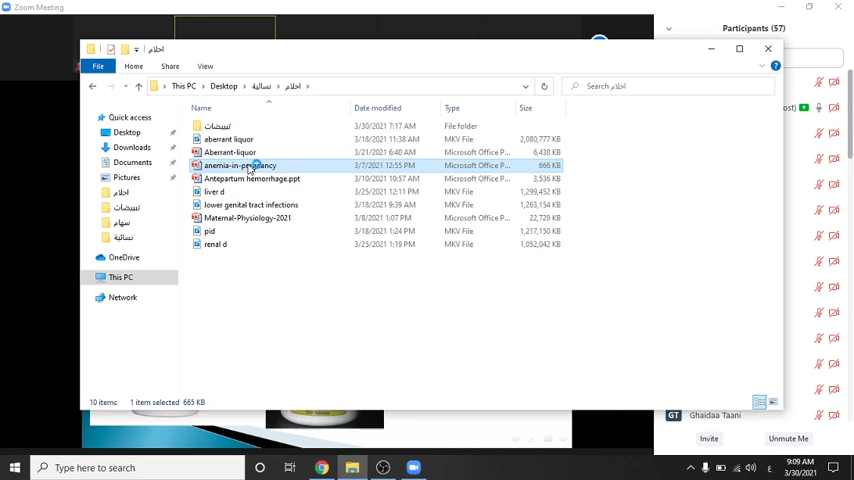 Zoom Meeting
Participants (57)
احلام
File
Home
Share
View
This PC
Desktop
نسائية
احلام
Search احلام
Name
Date modified
Type
Size
Quick access
Desktop
Downloads
Documents
Pictures
احلام
تبييضات
سهام
نسائية
OneDrive
This PC
Network
تبييضات 3/30/2021 7:17 AM File folder
aberrant liquor 3/18/2021 11:38 AM MKV File 2,080,777 KB
Aberrant-liquor 3/21/2021 6:40 AM Microsoft Office P... 6,438 KB
anemia-in-pregnancy 3/7/2021 12:55 PM Microsoft Office P... 666 KB
Antepartum hemorrhage.ppt 3/10/2021 10:57 AM Microsoft Office P... 3,536 KB
liver d 3/25/2021 12:11 PM MKV File 1,299,452 KB
lower genital tract infections 3/18/2021 9:39 AM MKV File 1,263,154 KB
Maternal-Physiology-2021 3/8/2021 1:07 PM Microsoft Office P... 22,728 KB
pid 3/18/2021 1:24 PM MKV File 1,217,150 KB
renal d 3/25/2021 1:19 PM MKV File 1,052,042 KB
10 items
1 item selected 665 KB
ost)
GT Ghaidaa Taani
Invite
Unmute Me
Type here to search
ع
9:09 AM
3/30/2021